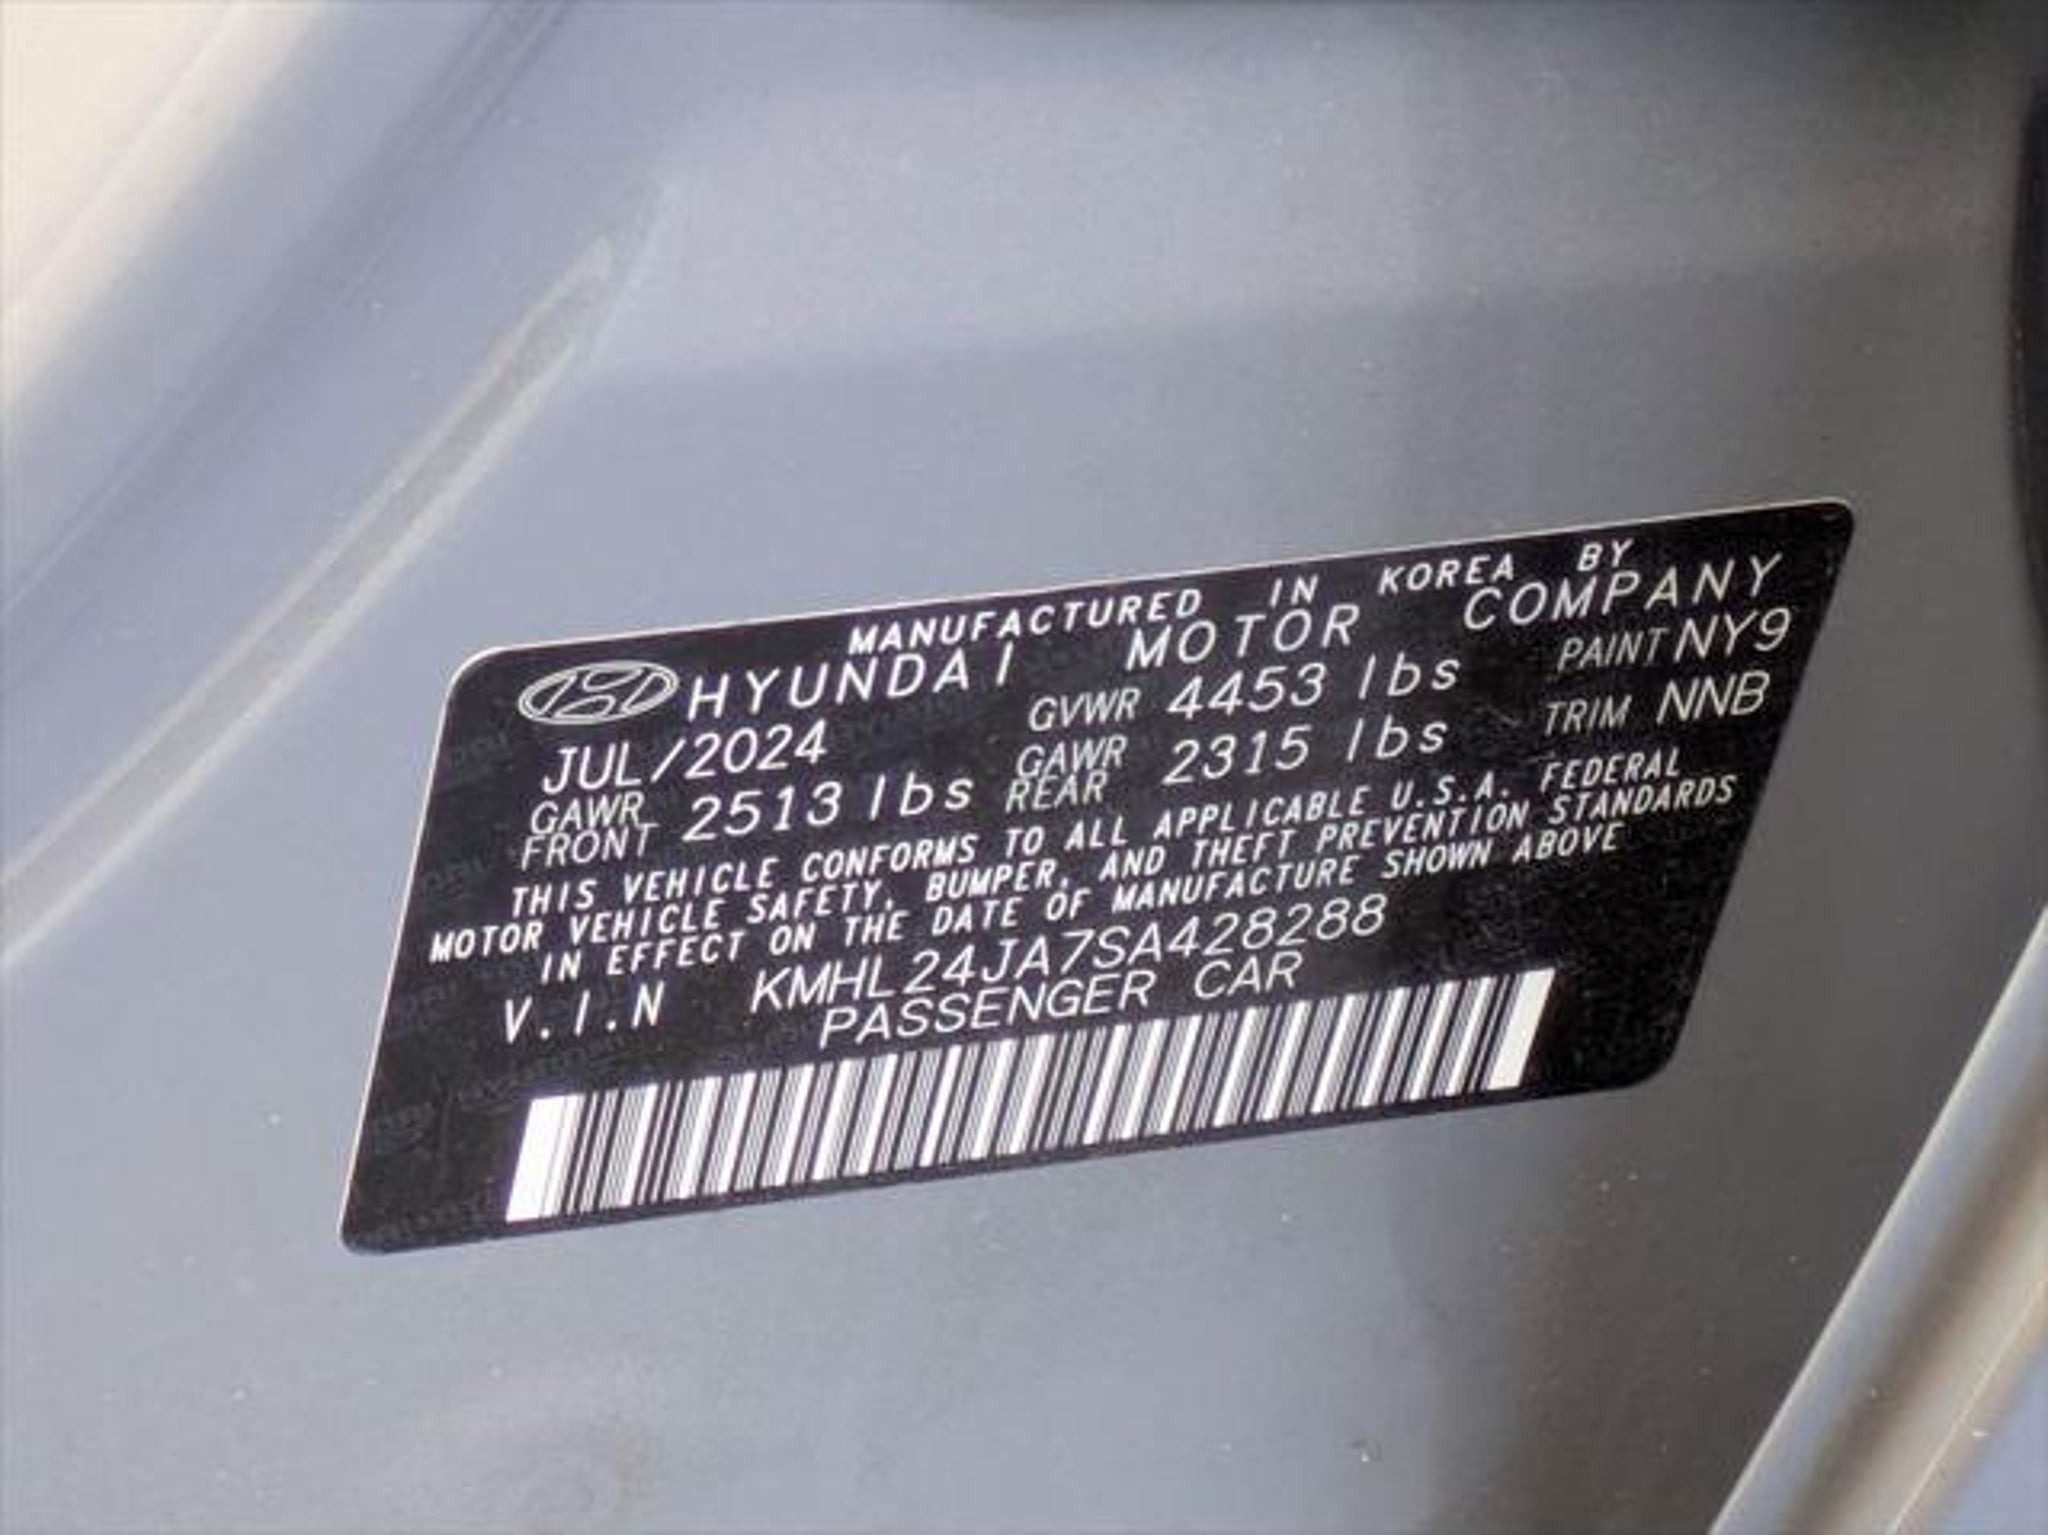 MANUFACTURED IN KOREA BY
HYUNDAI MOTOR COMPANY
JUL/2024 GVWR 4453 lbs PAINT NY9
GAWR FRONT 2513 lbs GAWR REAR 2315 lbs TRIM NNB
THIS VEHICLE CONFORMS TO ALL APPLICABLE U.S.A. FEDERAL
MOTOR VEHICLE SAFETY, BUMPER, AND THEFT PREVENTION STANDARDS
IN EFFECT ON THE DATE OF MANUFACTURE SHOWN ABOVE
V.I.N KMHL24JA7SA428288
PASSENGER CAR